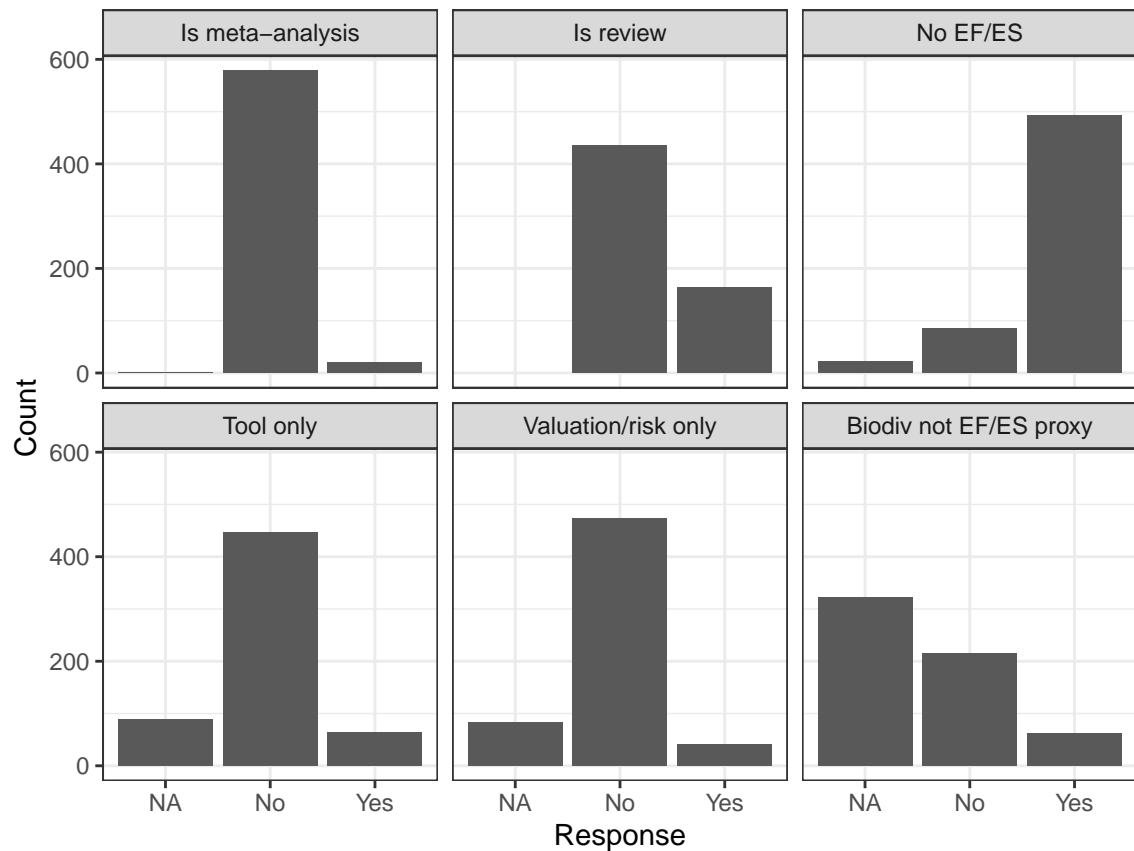 Is meta−analysis
Is review
No EF/ES
600
400
200
0
Tool only
Valuation/risk only
Biodiv not EF/ES proxy
600
400
200
0
NA No Yes
NA No Yes
NA No Yes
Response
Count